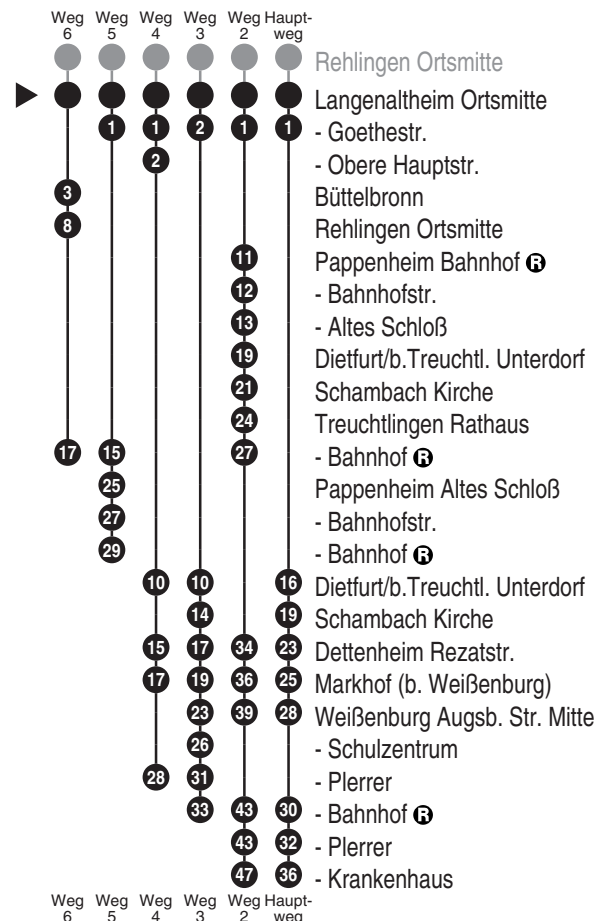 Weg 6 Weg 5 Weg 4 Weg 3 Weg 2 Haupt-weg
Rehlingen Ortsmitte
Langenaltheim Ortsmitte
1 1 2 1 1 - Goethestr.
2 - Obere Hauptstr.
3 Büttelbronn
8 Rehlingen Ortsmitte
11 Pappenheim Bahnhof R
12 - Bahnhofstr.
13 - Altes Schloß
19 Dietfurt/b.Treuchtl. Unterdorf
21 Schambach Kirche
24 Treuchtlingen Rathaus
17 15 27 - Bahnhof R
25 Pappenheim Altes Schloß
27 - Bahnhofstr.
29 - Bahnhof R
10 10 16 Dietfurt/b.Treuchtl. Unterdorf
14 19 Schambach Kirche
15 17 34 23 Dettenheim Rezatstr.
17 19 36 25 Markhof (b. Weißenburg)
23 39 28 Weißenburg Augsb. Str. Mitte
26 - Schulzentrum
28 31 - Plerrer
33 43 30 - Bahnhof R
43 32 - Plerrer
47 36 - Krankenhaus
Weg 6 Weg 5 Weg 4 Weg 3 Weg 2 Haupt-weg